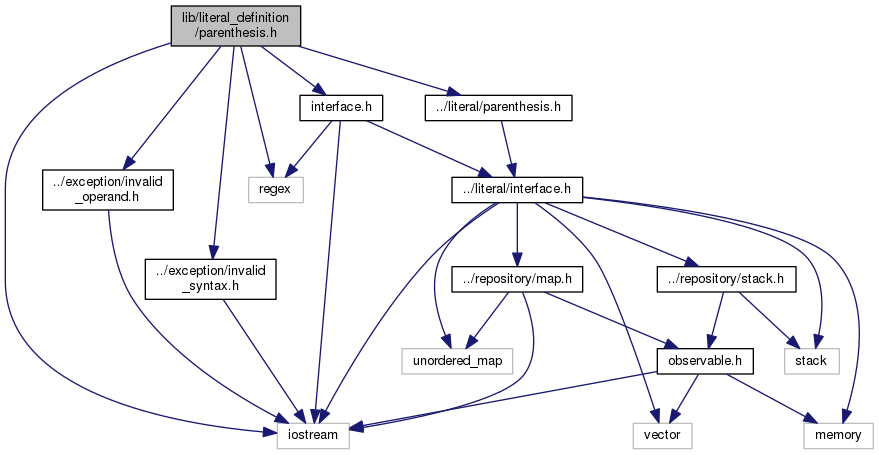 lib/literal_definition
/parenthesis.h
interface.h
../literal/parenthesis.h
../exception/invalid
_operand.h
regex
../literal/interface.h
../exception/invalid
_syntax.h
../repository/map.h
../repository/stack.h
unordered_map
observable.h
stack
iostream
vector
memory